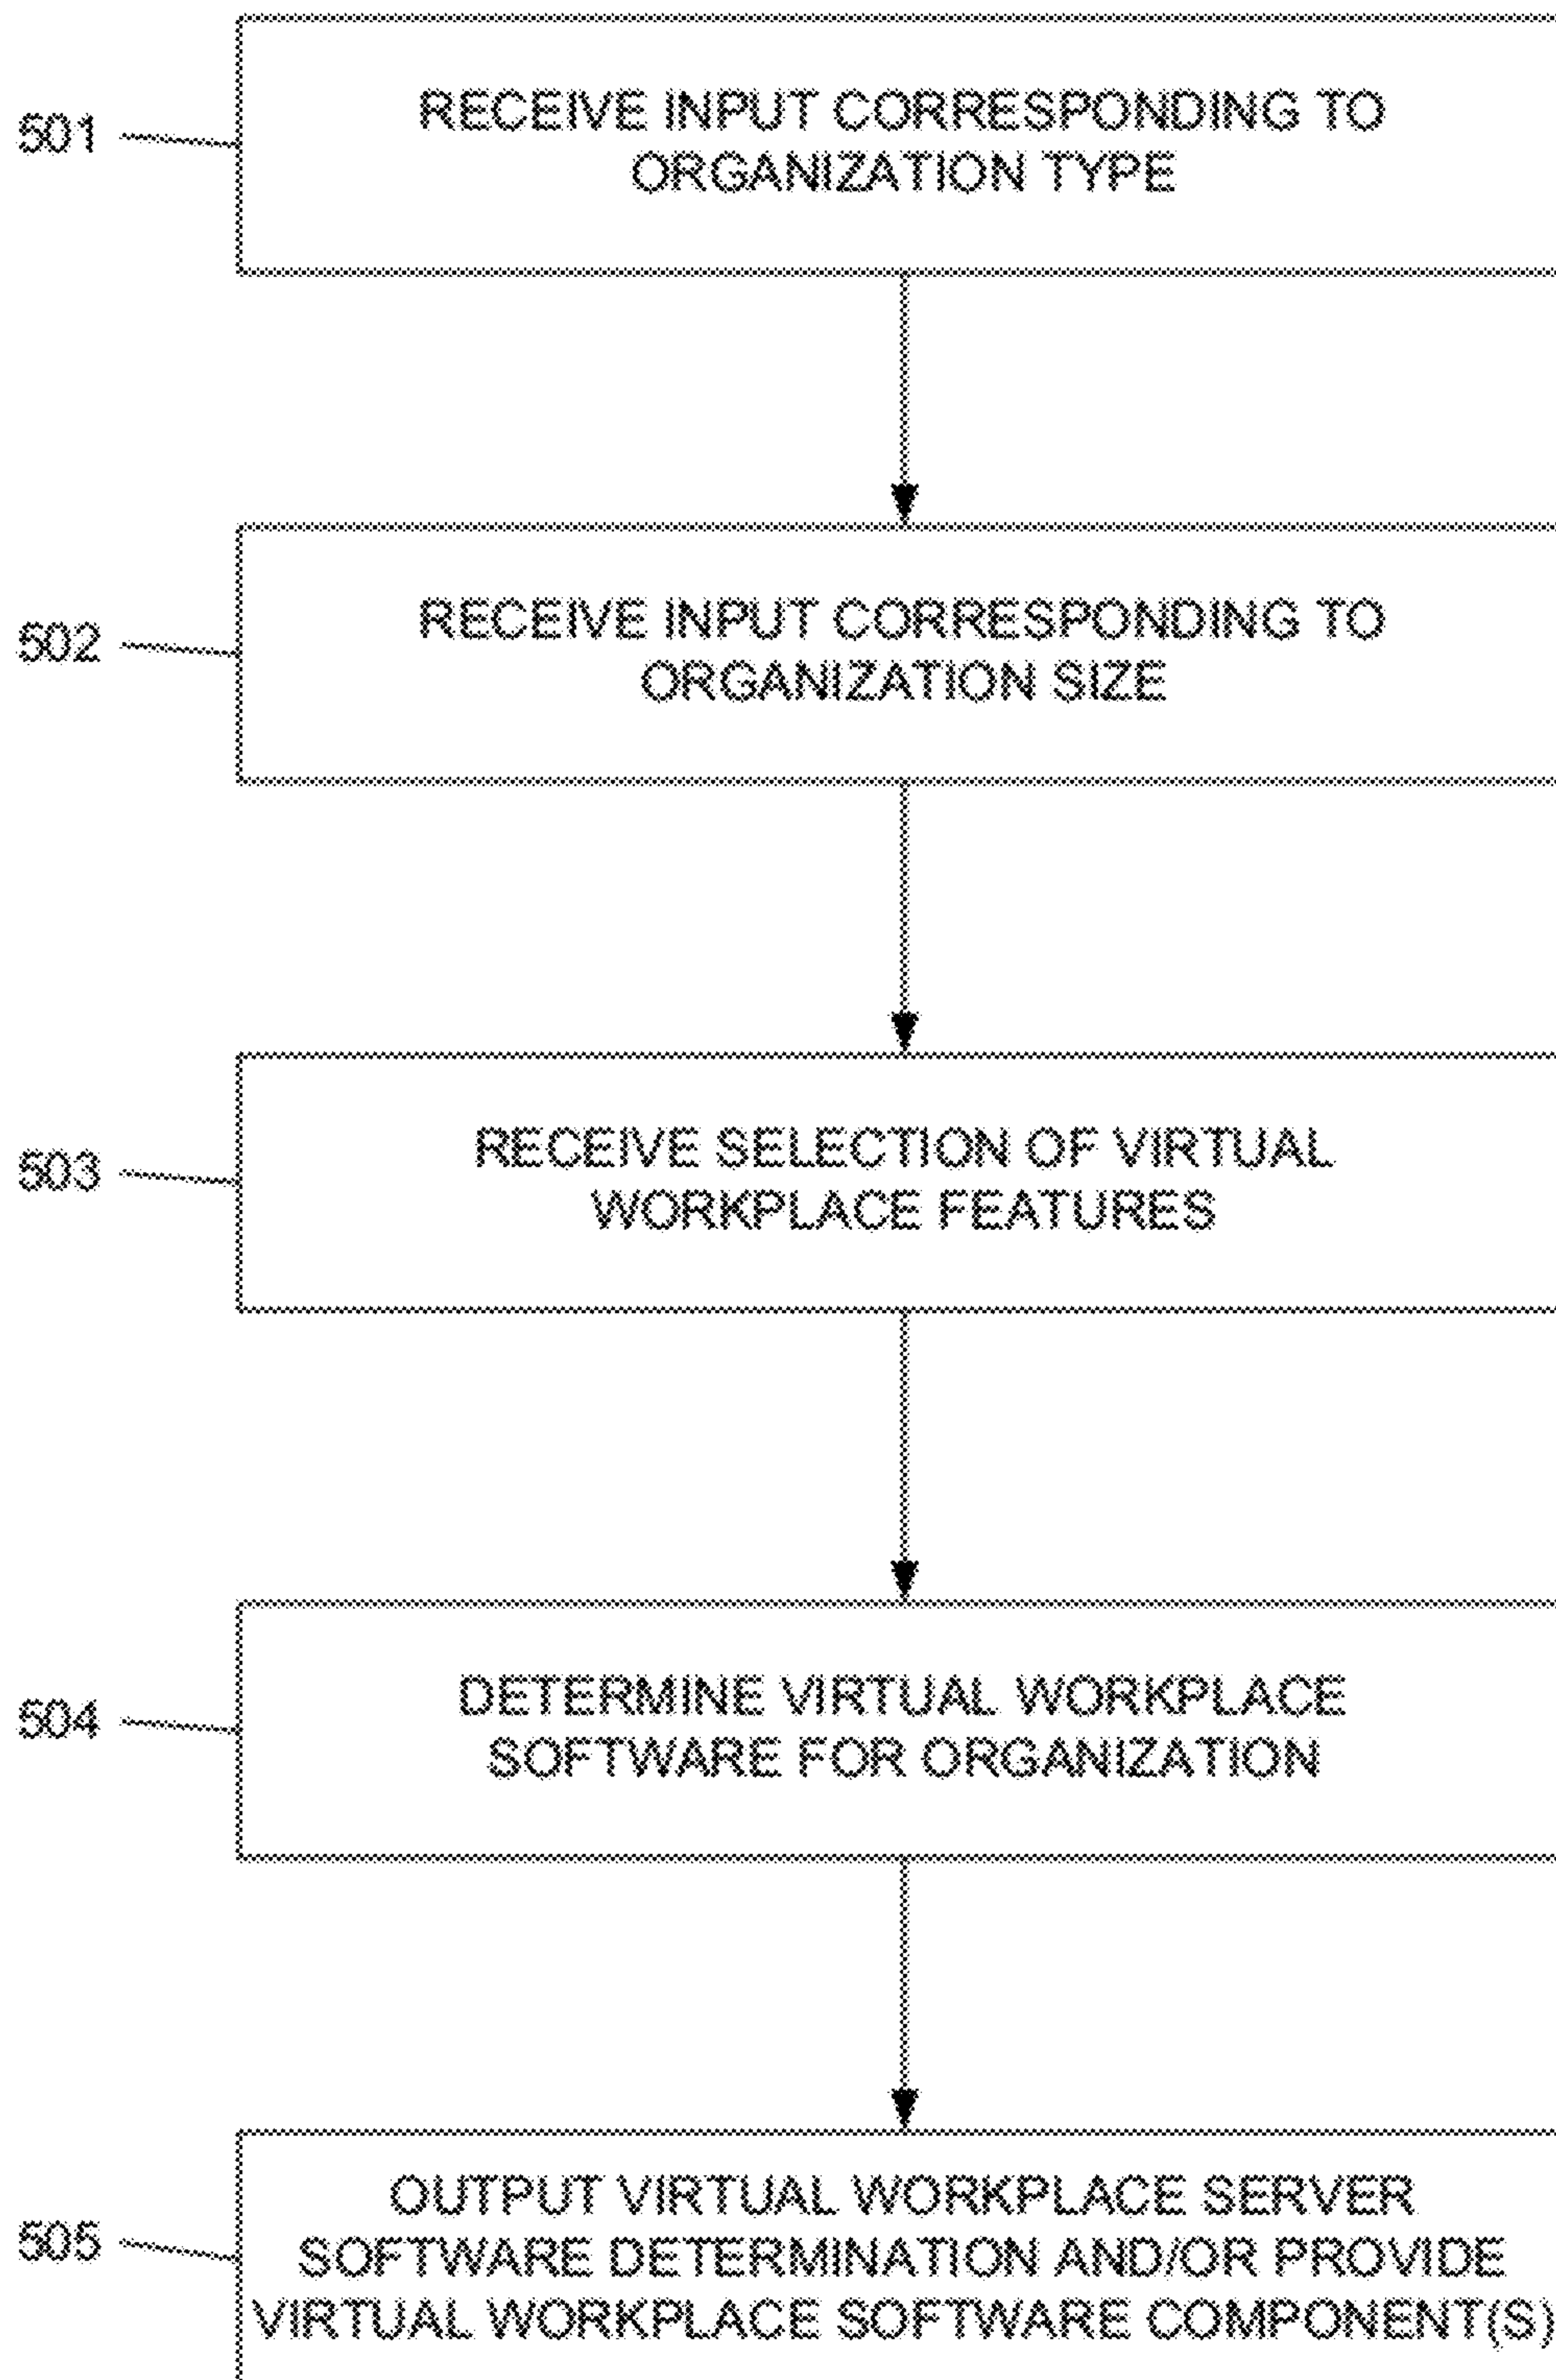 501
RECEIVE INPUT CORRESPONDING TO
ORGANIZATION TYPE
502
RECEIVE INPUT CORRESPONDING TO
ORGANIZATION SIZE
503
RECEIVE SELECTION OF VIRTUAL
WORKPLACE FEATURES
504
DETERMINE VIRTUAL WORKPLACE
SOFTWARE FOR ORGANIZATION
505
OUTPUT VIRTUAL WORKPLACE SERVER
SOFTWARE DETERMINATION AND/OR PROVIDE
VIRTUAL WORKPLACE SOFTWARE COMPONENT(S)